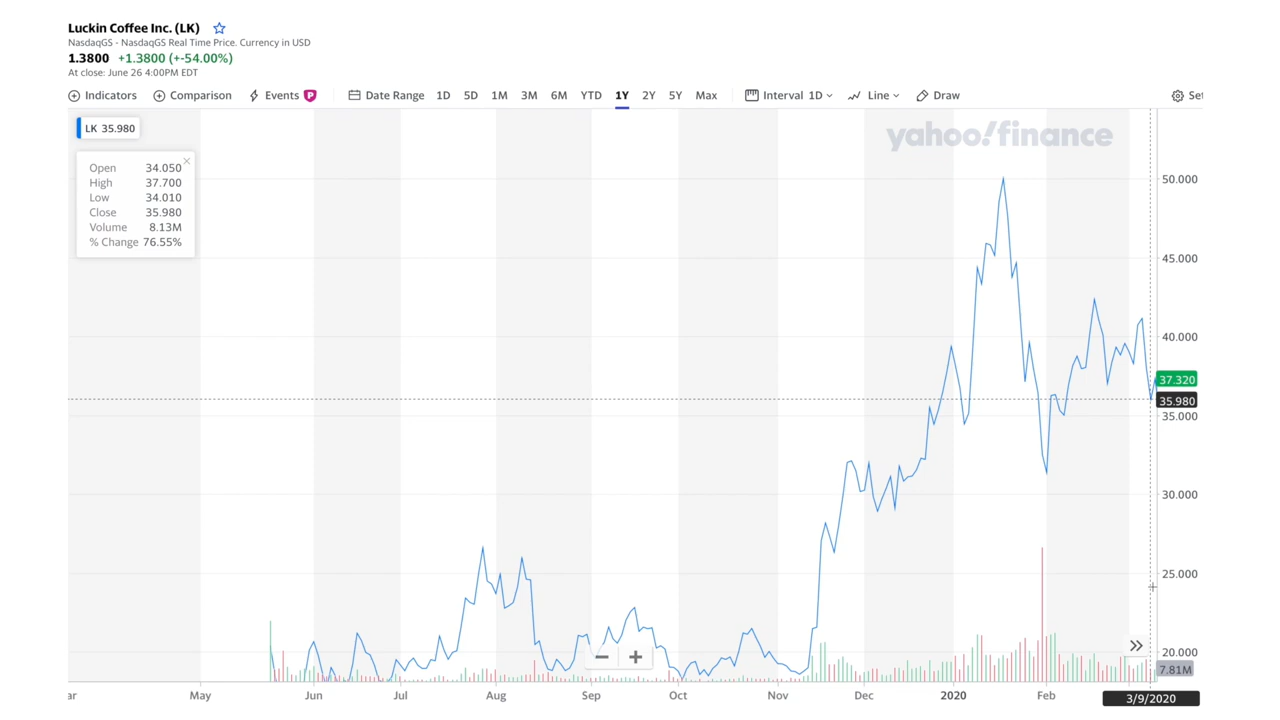 Luckin Coffee Inc. (LK)
NasdaqGS - NasdaqGS Real Time Price. Currency in USD
1.3800 +1.3800 (+-54.00%)
At close: June 26 4:00PM EDT
Indicators Comparison Events P Date Range 1D 5D 1M 3M 6M YTD 1Y 2Y 5Y Max Interval 1D Line Draw Set
LK 35.980
yahoo!finance
Open 34.050
High 37.700
Low 34.010
Close 35.980
Volume 8.13M
% Change 76.55%
50.000
45.000
40.000
37.320
35.980
35.000
30.000
25.000
20.000
7.81M
ar May Jun Jul Aug Sep Oct Nov Dec 2020 Feb 3/9/2020